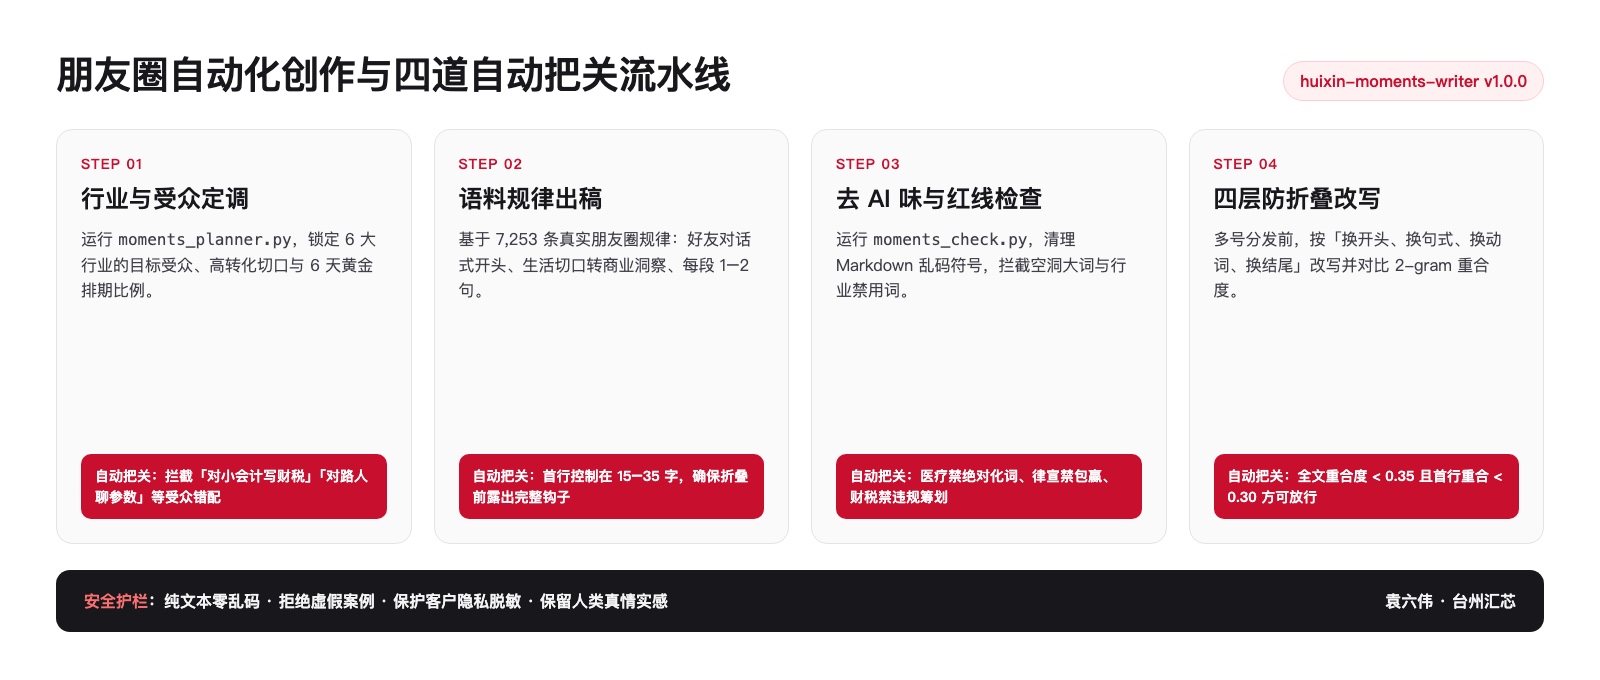 朋友圈自动化创作与四道自动把关流水线
huixin-moments-writer v1.0.0
STEP 01
行业与受众定调
运行 moments_planner.py，锁定 6 大
行业的目标受众、高转化切口与 6 天黄金
排期比例。
自动把关：拦截「对小会计写财税」「对路人
聊参数」等受众错配
STEP 02
语料规律出稿
基于 7,253 条真实朋友圈规律：好友对话
式开头、生活切口转商业洞察、每段 1–2
句。
自动把关：首行控制在 15–35 字，确保折叠
前露出完整钩子
STEP 03
去 AI 味与红线检查
运行 moments_check.py，清理
Markdown 乱码符号，拦截空洞大词与行
业禁用词。
自动把关：医疗禁绝对化词、律宣禁包赢、
财税禁违规筹划
STEP 04
四层防折叠改写
多号分发前，按「换开头、换句式、换动
词、换结尾」改写并对比 2-gram 重合
度。
自动把关：全文重合度 < 0.35 且首行重合 <
0.30 方可放行
安全护栏：纯文本零乱码 · 拒绝虚假案例 · 保护客户隐私脱敏 · 保留人类真情实感
袁六伟 · 台州汇芯